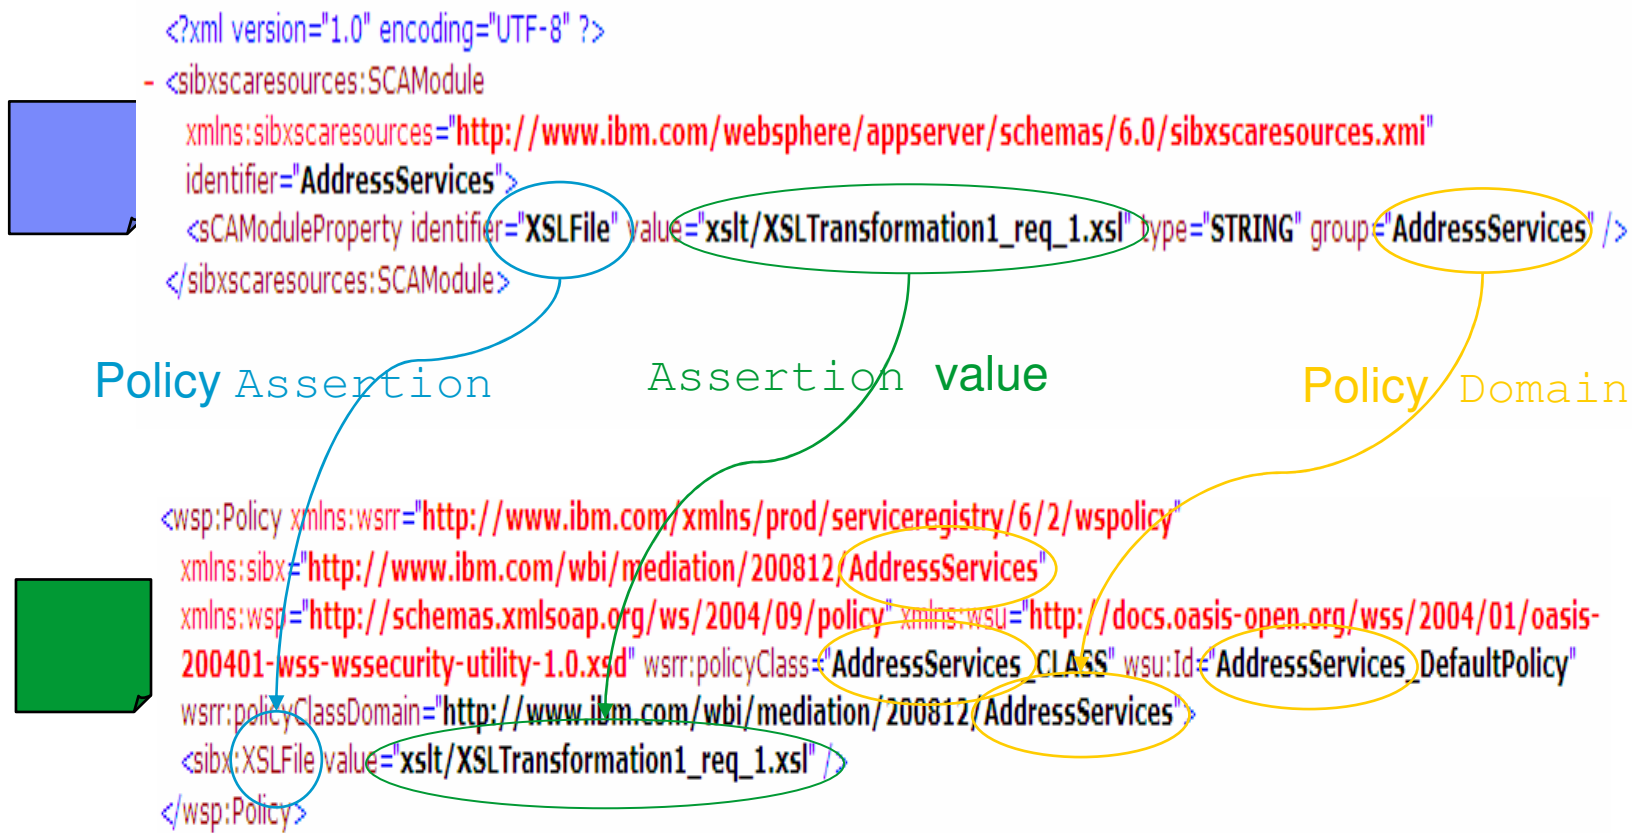 <?xml version="1.0" encoding="UTF-8" ?>
- <sibxscaresources:SCAModule
xmlns:sibxscaresources="http://www.ibm.com/websphere/appserver/schemas/6.0/sibxscaresources.xmi"
identifier="AddressServices">
<sCAModuleProperty identifier="XSLFile" value="xslt/XSLTransformation1_req_1.xsl" type="STRING" group="AddressServices" />
</sibxscaresources:SCAModule>
Policy Assertion Assertion value Policy Domain
<wsp:Policy xmlns:wsrr="http://www.ibm.com/xmlns/prod/serviceregistry/6/2/wspolicy"
xmlns:sibx="http://www.ibm.com/wbi/mediation/200812/AddressServices"
xmlns:wsp="http://schemas.xmlsoap.org/ws/2004/09/policy" xmlns:wsu="http://docs.oasis-open.org/wss/2004/01/oasis-
200401-wss-wssecurity-utility-1.0.xsd" wsrr:policyClass="AddressServices_CLASS" wsu:Id="AddressServices_DefaultPolicy"
wsrr:policyClassDomain="http://www.ibm.com/wbi/mediation/200812/AddressServices">
<sibx:XSLFile value="xslt/XSLTransformation1_req_1.xsl" />
</wsp:Policy>